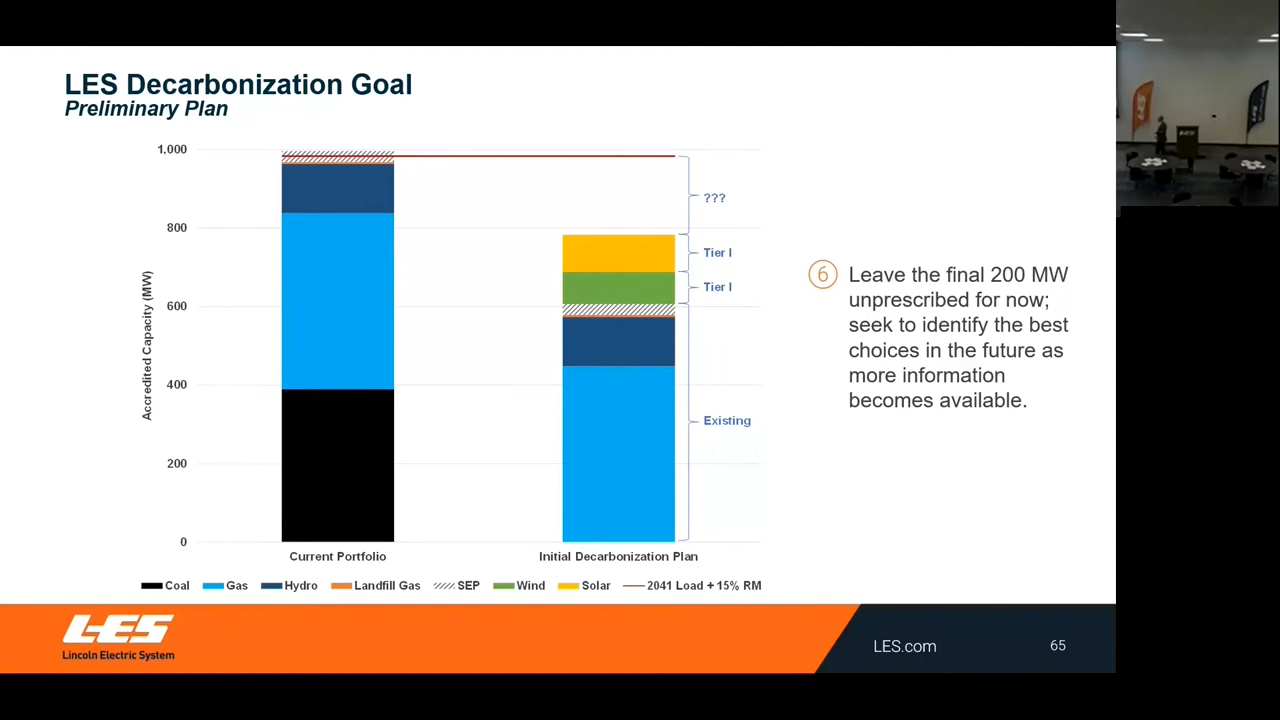 LES Decarbonization Goal
Preliminary Plan
Accredited Capacity (MW)
1,000
800
600
400
200
0
???
Tier I
Tier I
Existing
Current Portfolio
Initial Decarbonization Plan
Coal Gas Hydro Landfill Gas SEP Wind Solar 2041 Load + 15% RM
6
Leave the final 200 MW
unprescribed for now;
seek to identify the best
choices in the future as
more information
becomes available.
LES
Lincoln Electric System
LES.com
65
LES
LES